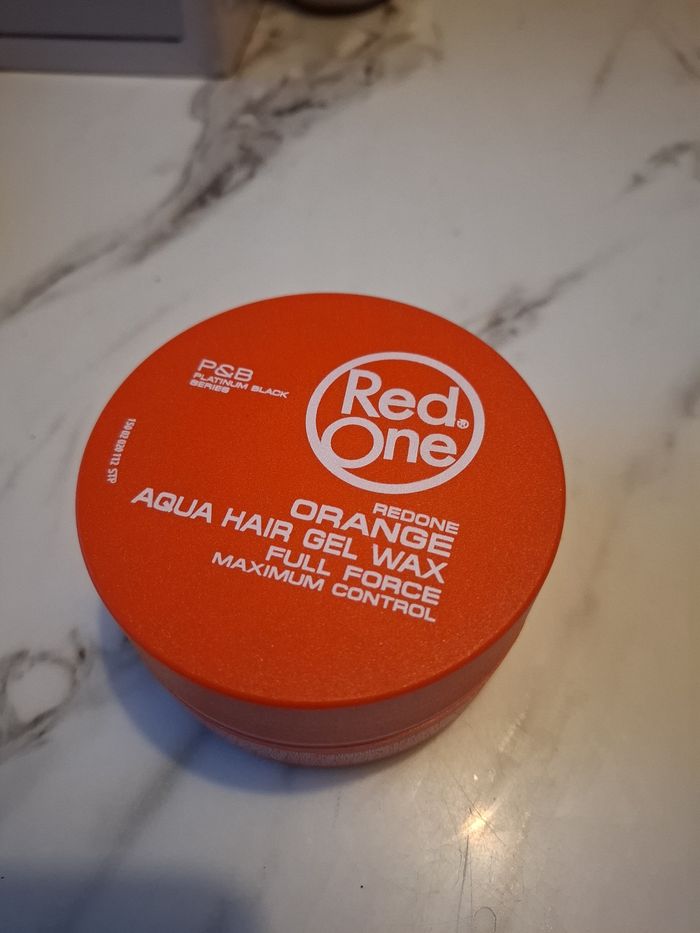 P&B
PLATINUM BLACK
SERIES
Red
One®
REDONE
ORANGE
AQUA HAIR GEL WAX
FULL FORCE
MAXIMUM CONTROL